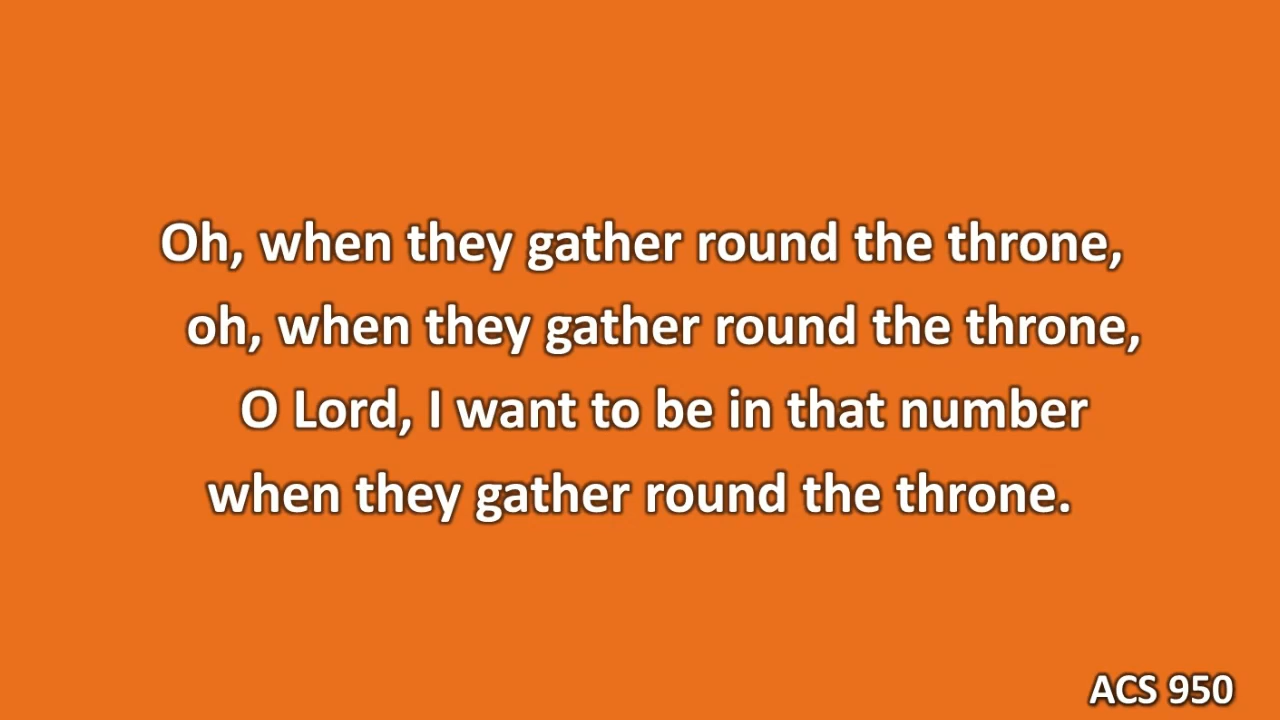 Oh, when they gather round the throne,
oh, when they gather round the throne,
O Lord, I want to be in that number
when they gather round the throne.
ACS 950